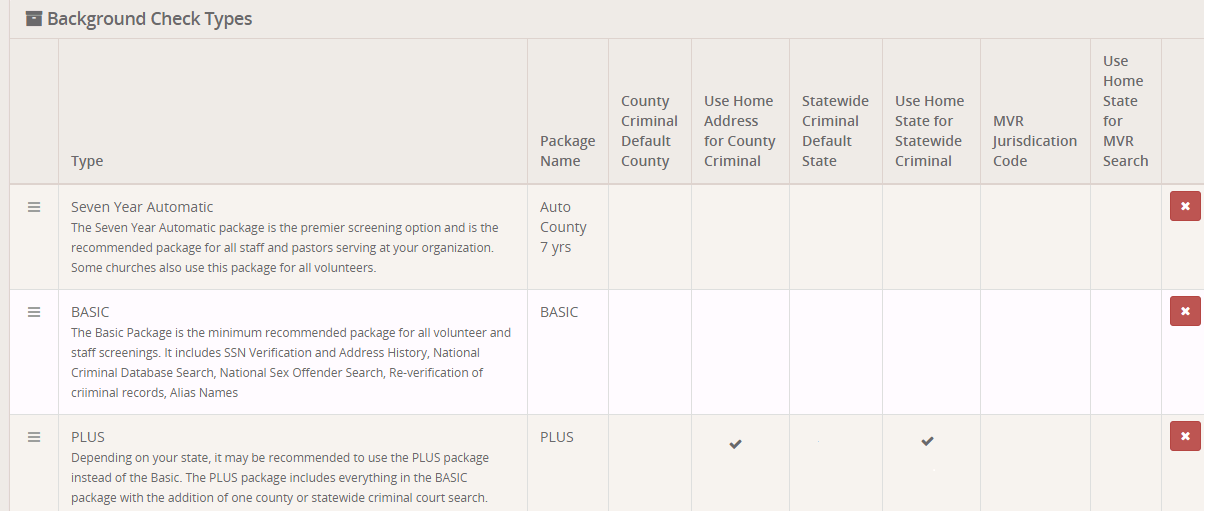 Background Check Types
Type
Package
Name
County
Criminal
Default
County
Use Home
Address
for County
Criminal
Statewide
Criminal
Default
State
Use Home
State for
Statewide
Criminal
MVR
Jurisdication
Code
Use
Home
State
for
MVR
Search
Seven Year Automatic
The Seven Year Automatic package is the premier screening option and is the
recommended package for all staff and pastors serving at your organization.
Some churches also use this package for all volunteers.
Auto
County
7 yrs
BASIC
The Basic Package is the minimum recommended package for all volunteer and
staff screenings. It includes SSN Verification and Address History, National
Criminal Database Search, National Sex Offender Search, Re-verification of
criiminal records, Alias Names
BASIC
PLUS
Depending on your state, it may be recommended to use the PLUS package
instead of the Basic. The PLUS package includes everything in the BASIC
package with the addition of one county or statewide criminal court search.
PLUS